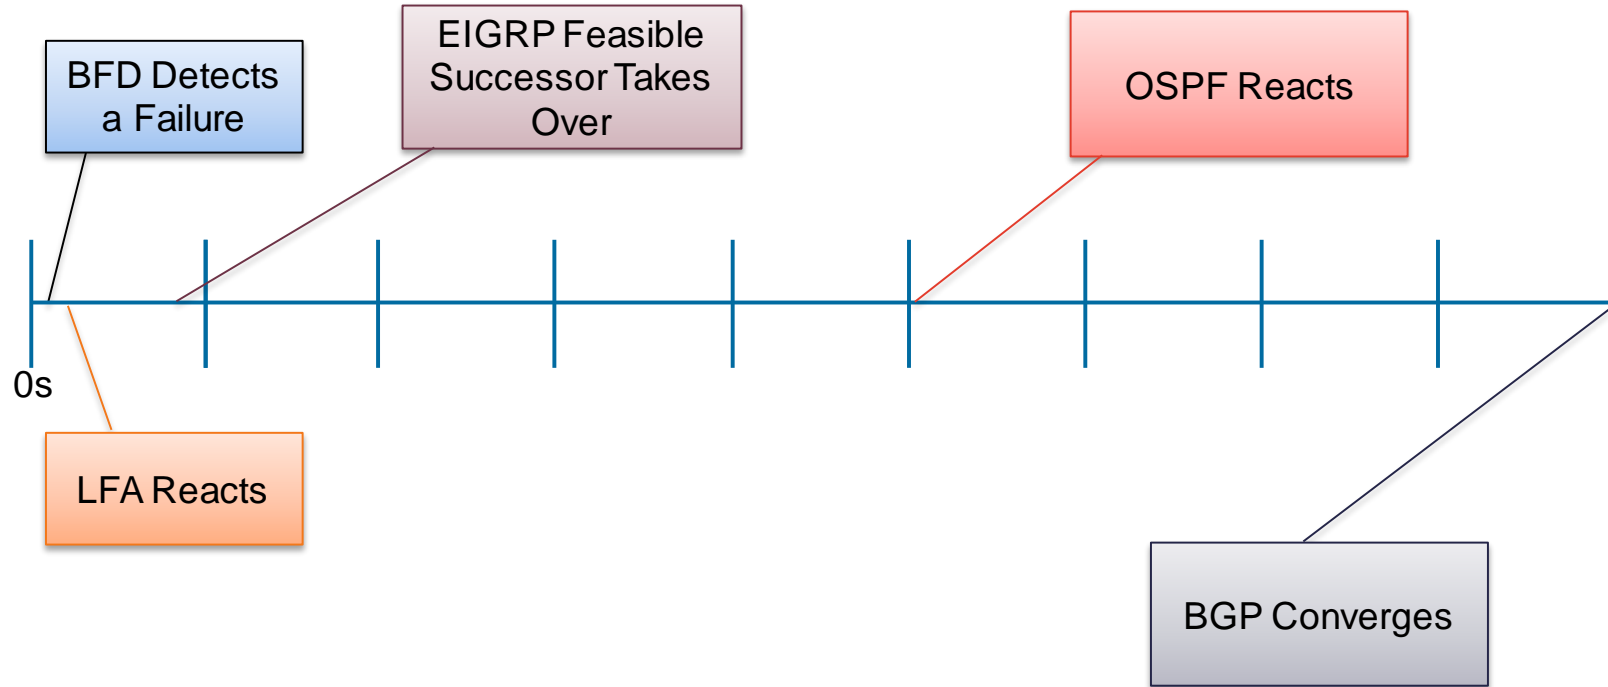 BFD Detects
a Failure
EIGRP Feasible
Successor Takes
Over
OSPF Reacts
0s
LFA Reacts
BGP Converges